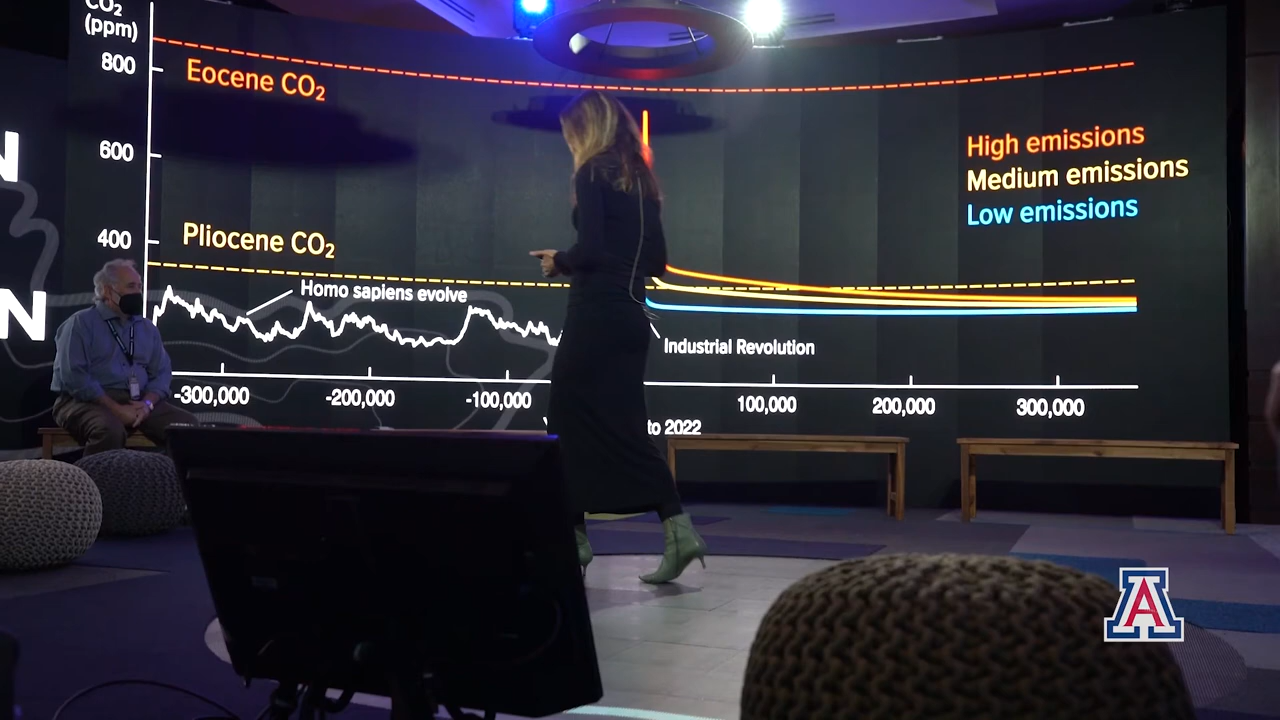 CO₂
(ppm)
800
Eocene CO₂
600
High emissions
Medium emissions
Low emissions
400
Pliocene CO₂
Homo sapiens evolve
Industrial Revolution
-300,000
-200,000
-100,000
100,000
200,000
300,000
to 2022
N
N
A